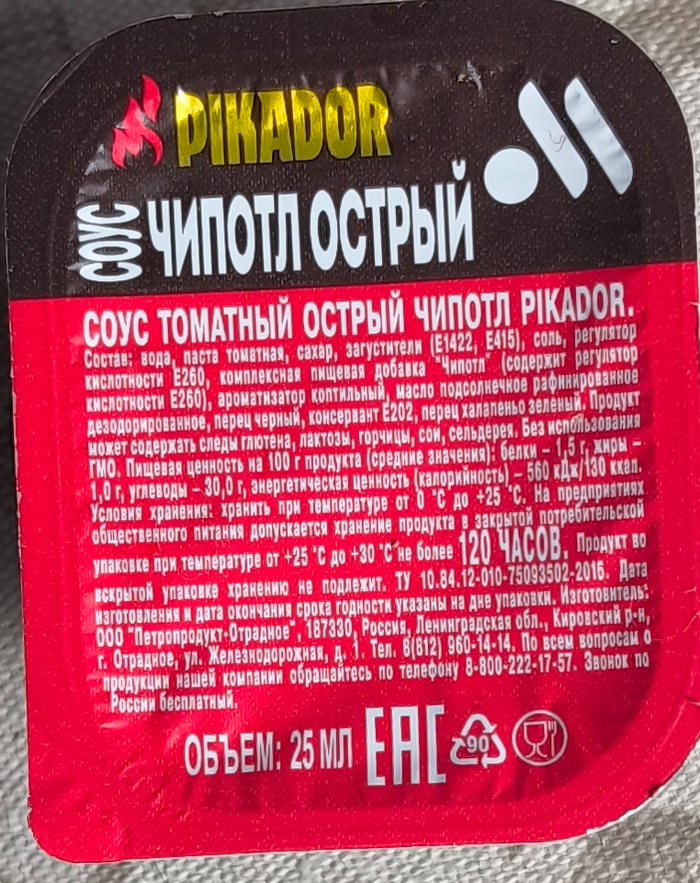 PIKADOR
СОУС ЧИПОТЛ ОСТРЫЙ
СОУС ТОМАТНЫЙ ОСТРЫЙ ЧИПОТЛ PIKADOR.
Состав: вода, паста томатная, сахар, загустители (Е1422, Е415), соль, регулятор
кислотности Е260, комплексная пищевая добавка "Чипотл" (содержит регулятор
кислотности Е260), ароматизатор коптильный, масло подсолнечное рафинированное
дезодорированное, перец черный, консервант Е202, перец халапеньо зеленый. Продукт
может содержать следы глютена, лактозы, горчицы, сои, сельдерея. Без использования
ГМО. Пищевая ценность на 100 г продукта (средние значения): белки – 1,5 г, жиры –
1,0 г, углеводы – 30,0 г, энергетическая ценность (калорийность) – 560 кДж/130 ккал.
Условия хранения: хранить при температуре от 0 °С до +25 °С. На предприятиях
общественного питания допускается хранение продукта в закрытой потребительской
упаковке при температуре от +25 °С до +30 °С не более 120 ЧАСОВ. Продукт во
вскрытой упаковке хранению не подлежит. ТУ 10.84.12-010-75093502-2016. Дата
изготовления и дата окончания срока годности указаны на дне упаковки. Изготовитель:
ООО "Петропродукт-Отрадное", 187330, Россия, Ленинградская обл., Кировский р-н,
г. Отрадное, ул. Железнодорожная, д. 1. Тел. 8(812) 960-14-14. По всем вопросам о
продукции нашей компании обращайтесь по телефону 8-800-222-17-57. Звонок по
России бесплатный.
ОБЪЕМ: 25 МЛ EAC 90